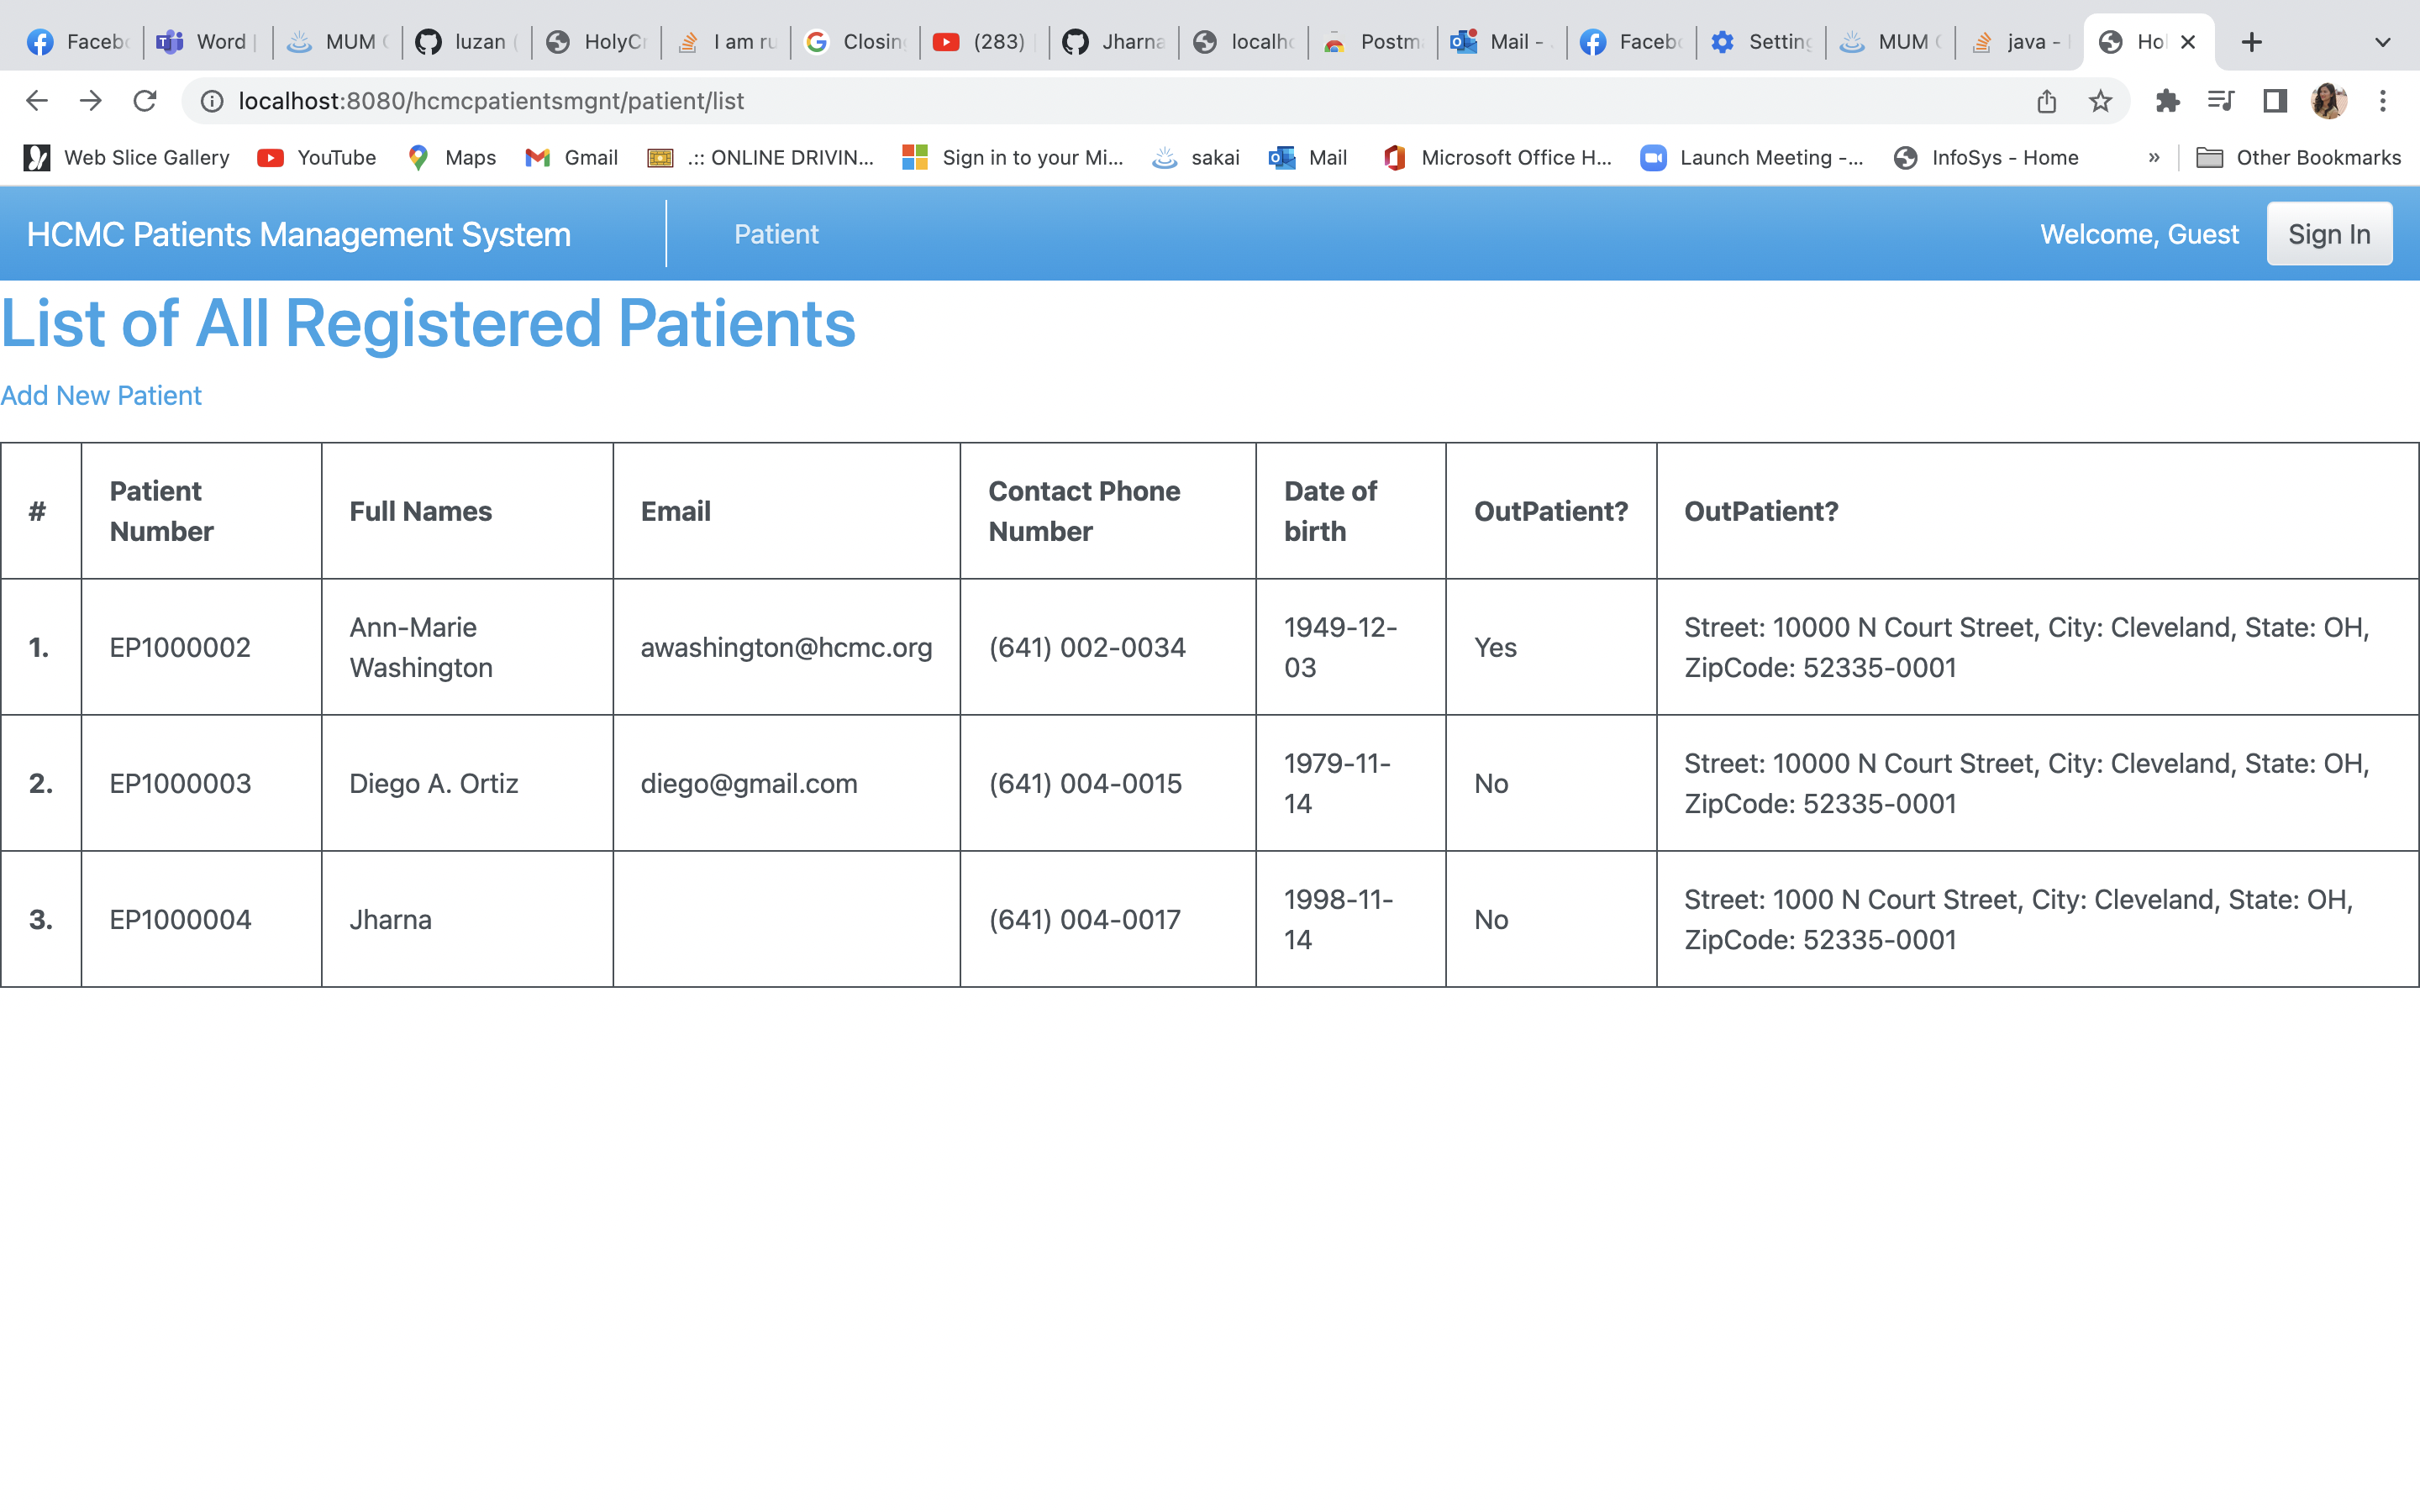 Facebo Word MUM luzan HolyCr I am ru Closing (283) Jharna localho Postm Mail - Facebo Setting MUM java - Hol
localhost:8080/hcmcpatientsmgnt/patient/list
Web Slice Gallery YouTube Maps Gmail .:: ONLINE DRIVIN... Sign in to your Mi... sakai Mail Microsoft Office H... Launch Meeting -... InfoSys - Home » Other Bookmarks
HCMC Patients Management System Patient Welcome, Guest Sign In
List of All Registered Patients
Add New Patient
# Patient Number Full Names Email Contact Phone Number Date of birth OutPatient? OutPatient?
1. EP1000002 Ann-Marie Washington awashington@hcmc.org (641) 002-0034 1949-12-03 Yes Street: 10000 N Court Street, City: Cleveland, State: OH, ZipCode: 52335-0001
2. EP1000003 Diego A. Ortiz diego@gmail.com (641) 004-0015 1979-11-14 No Street: 10000 N Court Street, City: Cleveland, State: OH, ZipCode: 52335-0001
3. EP1000004 Jharna (641) 004-0017 1998-11-14 No Street: 1000 N Court Street, City: Cleveland, State: OH, ZipCode: 52335-0001